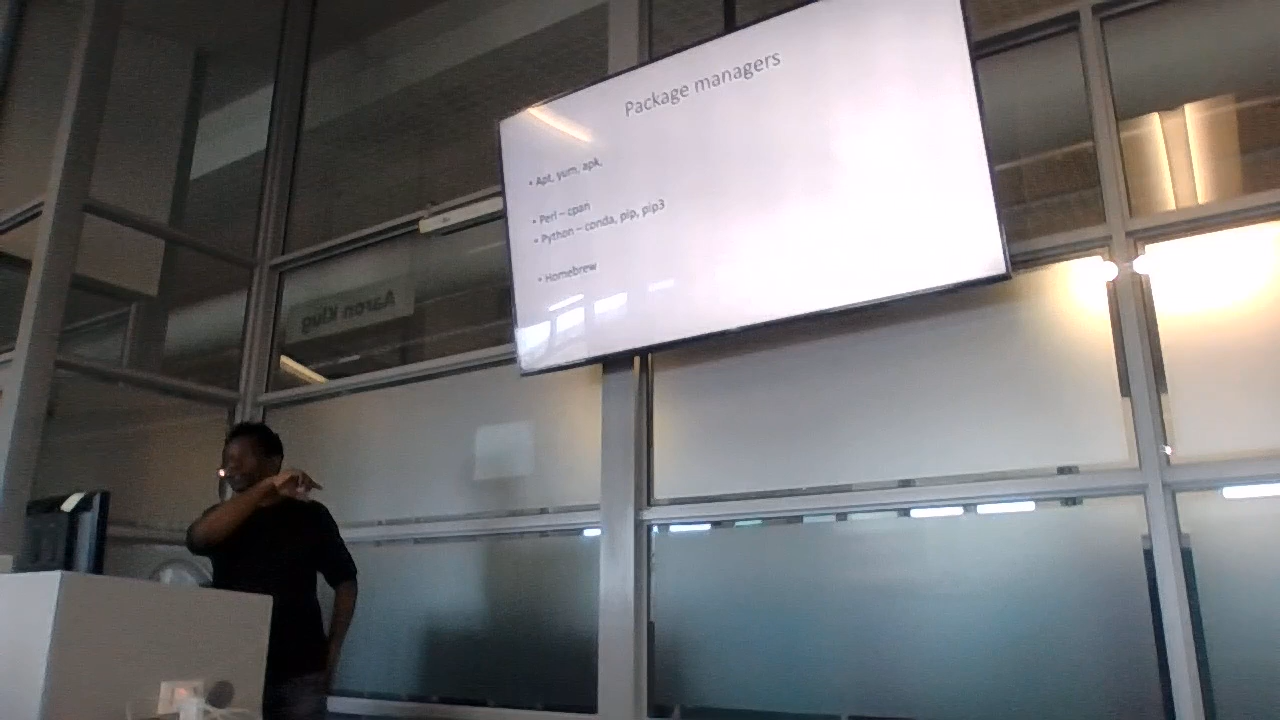 Package managers
• Apt, yum, apk,
• Perl – cpan
• Python – conda, pip, pip3
• Homebrew
Aaron Klug